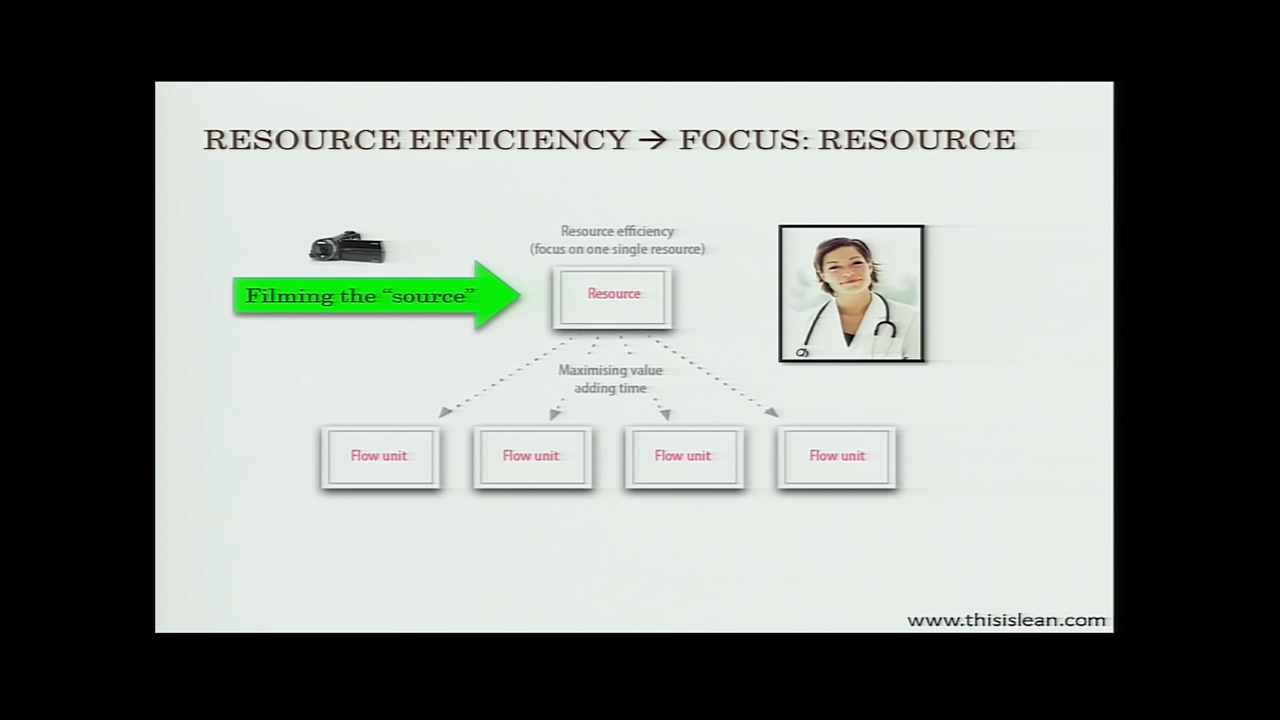 RESOURCE EFFICIENCY → FOCUS: RESOURCE
Resource efficiency
(focus on one single resource)
Filming the “source”
Resource
Maximising value
adding time
Flow unit
Flow unit
Flow unit
Flow unit
www.thisislean.com